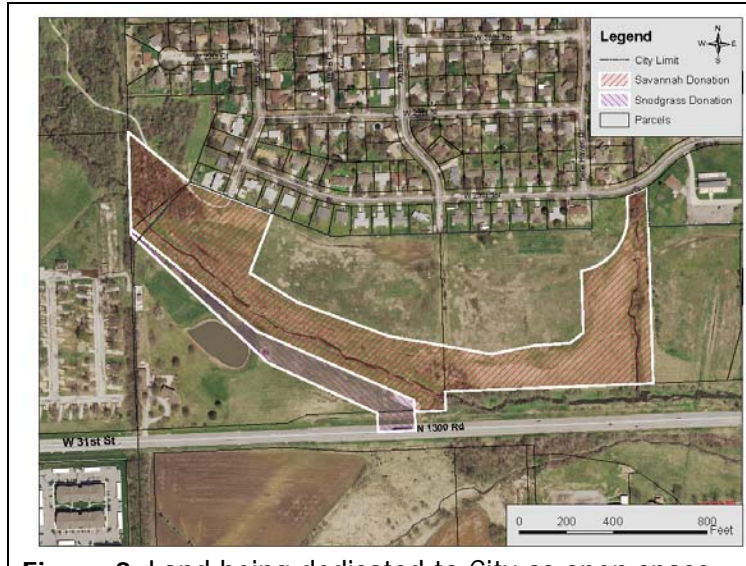 Legend
N
W E
S
City Limit
Savannah Donation
Snodgrass Donation
Parcels
W 31st St
N 1300 Rd
0 200 400 800
Feet
Figure 2. Land being dedicated to City as open space